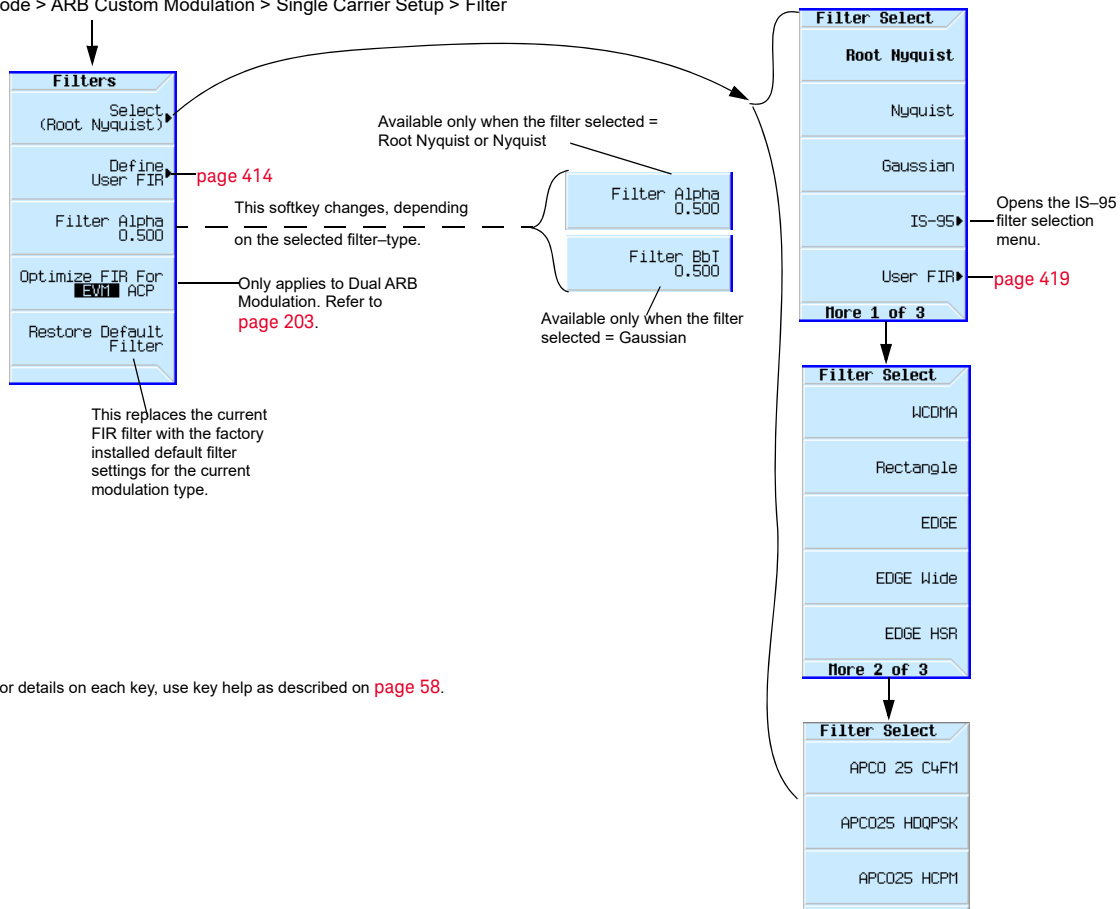 ode > ARB Custom Modulation > Single Carrier Setup > Filter
Filters
Select
(Root Nyquist)
Define
User FIR
page 414
Filter Alpha
0.500
This softkey changes, depending
on the selected filter–type.
Optimize FIR For
EVM ACP
Only applies to Dual ARB
Modulation. Refer to
page 203.
Restore Default
Filter
This replaces the current
FIR filter with the factory
installed default filter
settings for the current
modulation type.
Available only when the filter selected =
Root Nyquist or Nyquist
Filter Alpha
0.500
Filter BbT
0.500
Available only when the filter
selected = Gaussian
Filter Select
Root Nyquist
Nyquist
Gaussian
IS-95
Opens the IS–95
filter selection
menu.
User FIR
page 419
More 1 of 3
Filter Select
WCDMA
Rectangle
EDGE
EDGE Wide
EDGE HSR
More 2 of 3
Filter Select
APCO 25 C4FM
APCO25 HDQPSK
APCO25 HCPM
or details on each key, use key help as described on page 58.